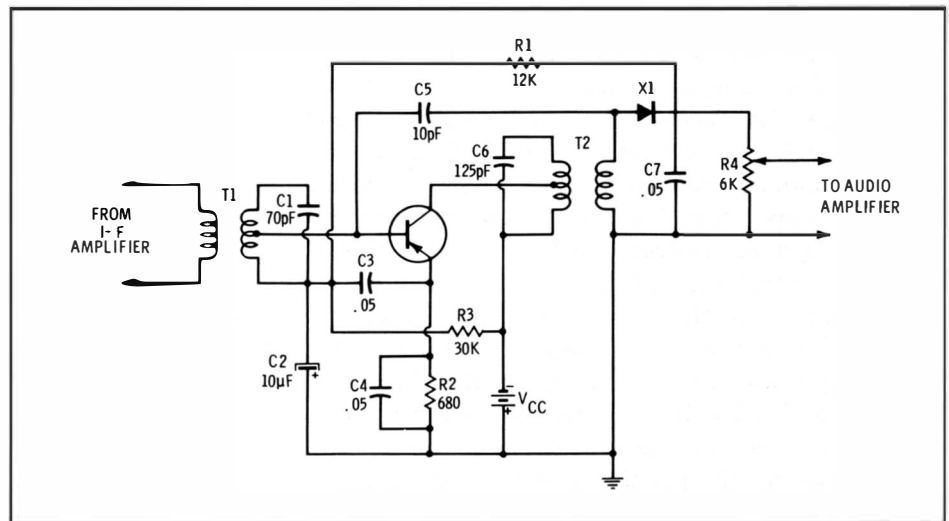 R1
12K
C5
10pF
X1
C6
125pF
T2
C7
.05
R4
6K
TO AUDIO
AMPLIFIER
FROM
I-F
AMPLIFIER
T1
C1
70pF
C3
.05
R3
30K
C2
10μF
+
C4
.05
R2
680
-
+
VCC